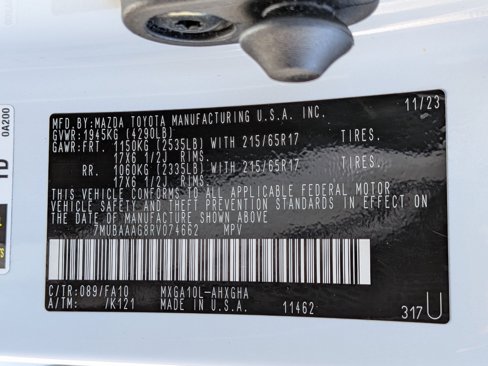 0A200
MFD.BY:MAZDA TOYOTA MANUFACTURING U.S.A. INC. 11/23
GVWR:1945KG (4290LB)
GAWR:FRT. 1150KG (2535LB) WITH 215/65R17 TIRES.
17X6 1/2J RIMS.
RR. 1060KG (2335LB) WITH 215/65R17 TIRES.
17X6 1/2J RIMS.
THIS VEHICLE CONFORMS TO ALL APPLICABLE FEDERAL MOTOR
VEHICLE SAFETY AND THEFT PREVENTION STANDARDS IN EFFECT ON
THE DATE OF MANUFACTURE SHOWN ABOVE.
7MUBAAAG8RV074662 MPV
C/TR:089/FA10 MXGA10L-AHXGHA
A/TM: /K121 MADE IN U.S.A. 11462 317U